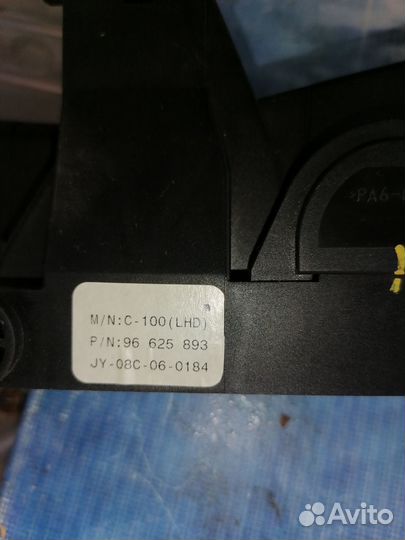 >PA6-
M/N:C-100(LHD)
P/N:96 625 893
JY-08C-06-0184
Avito